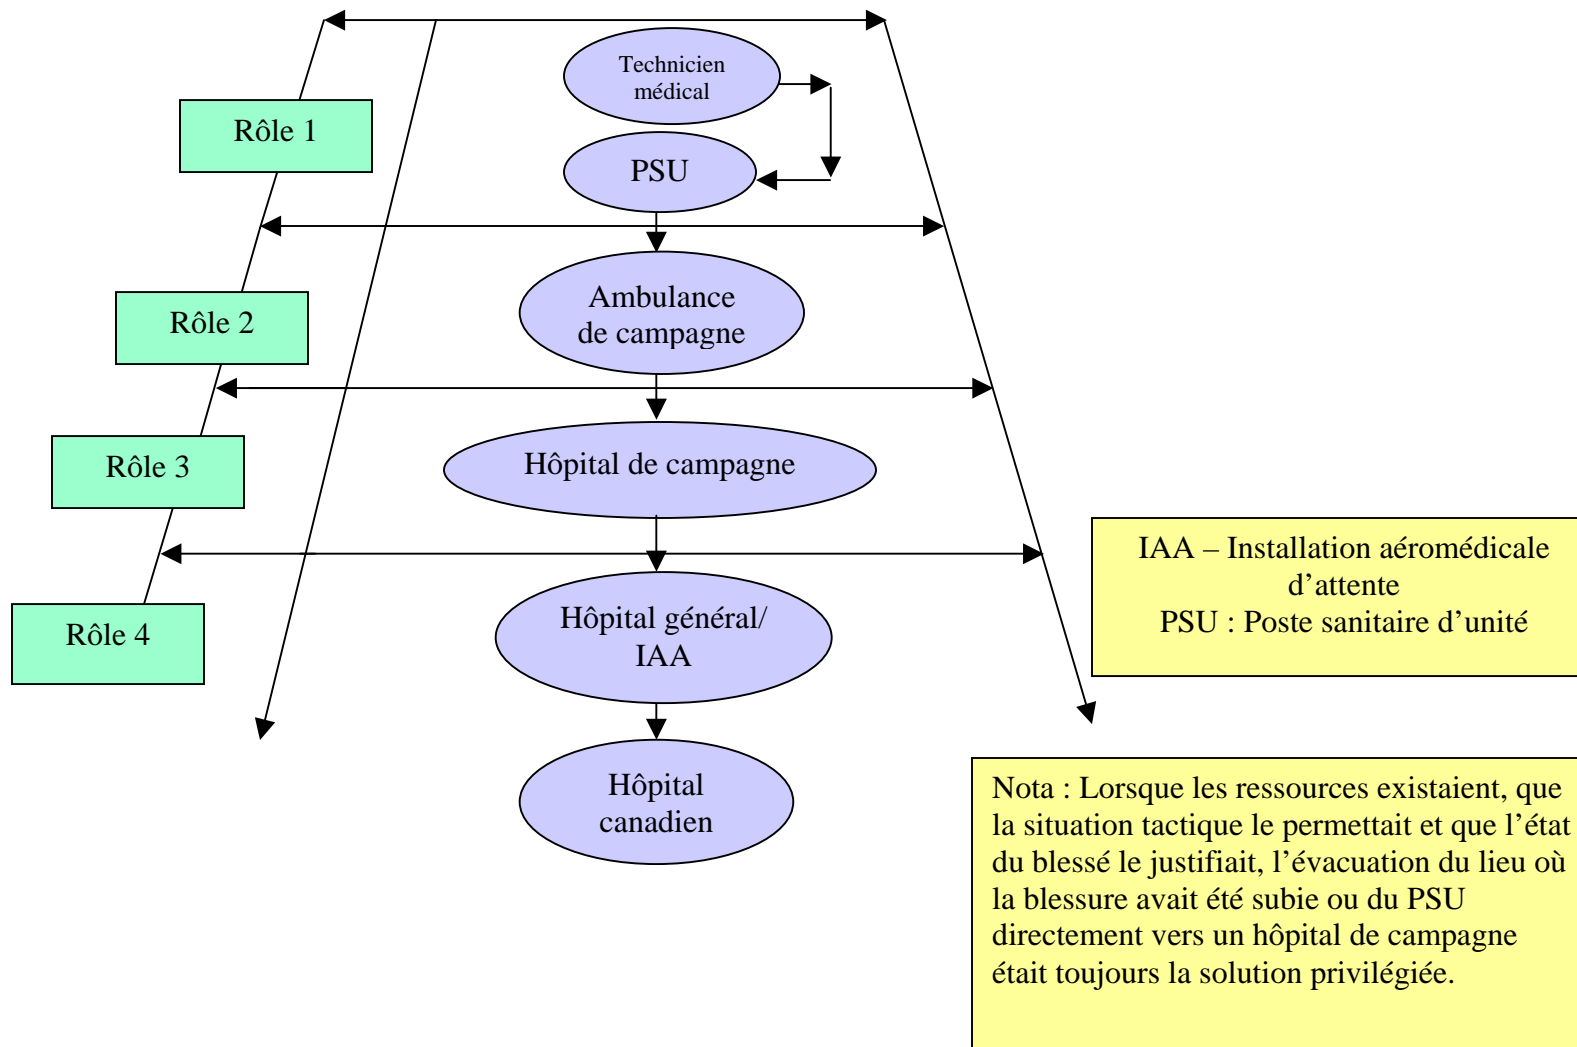 Technicien
médical
Rôle 1
PSU
Rôle 2
Ambulance
de campagne
Rôle 3
Hôpital de campagne
Rôle 4
Hôpital général/
IAA
Hôpital
canadien
IAA – Installation aéromédicale
d’attente
PSU : Poste sanitaire d’unité
Nota : Lorsque les ressources existaient, que
la situation tactique le permettait et que l’état
du blessé le justifiait, l’évacuation du lieu où
la blessure avait été subie ou du PSU
directement vers un hôpital de campagne
était toujours la solution privilégiée.